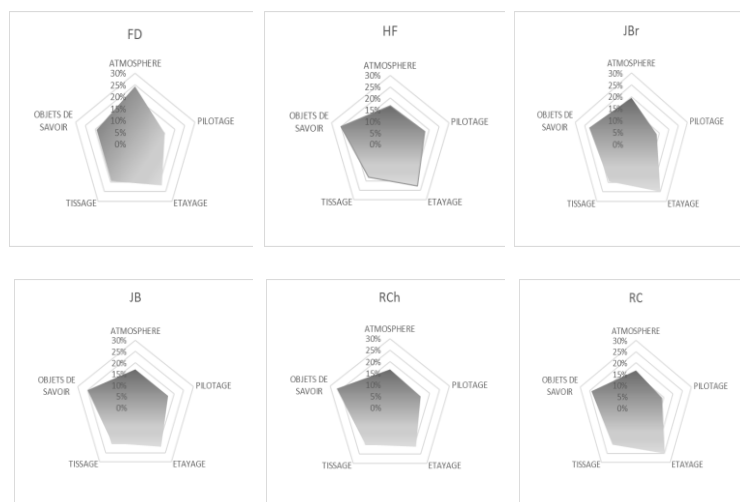 FD
ATMOSPHERE
30%
25%
20%
15%
10%
5%
0%
PILOTAGE
ETAYAGE
TISSAGE
OBJETS DE
SAVOIR
HF
ATMOSPHERE
30%
25%
20%
15%
10%
5%
0%
PILOTAGE
ETAYAGE
TISSAGE
OBJETS DE
SAVOIR
JBr
ATMOSPHERE
30%
25%
20%
15%
10%
5%
0%
PILOTAGE
ETAYAGE
TISSAGE
OBJETS DE
SAVOIR
JB
ATMOSPHERE
30%
25%
20%
15%
10%
5%
0%
PILOTAGE
ETAYAGE
TISSAGE
OBJETS DE
SAVOIR
RCh
ATMOSPHERE
30%
25%
20%
15%
10%
5%
0%
PILOTAGE
ETAYAGE
TISSAGE
OBJETS DE
SAVOIR
RC
ATMOSPHERE
30%
25%
20%
15%
10%
5%
0%
PILOTAGE
ETAYAGE
TISSAGE
OBJETS DE
SAVOIR